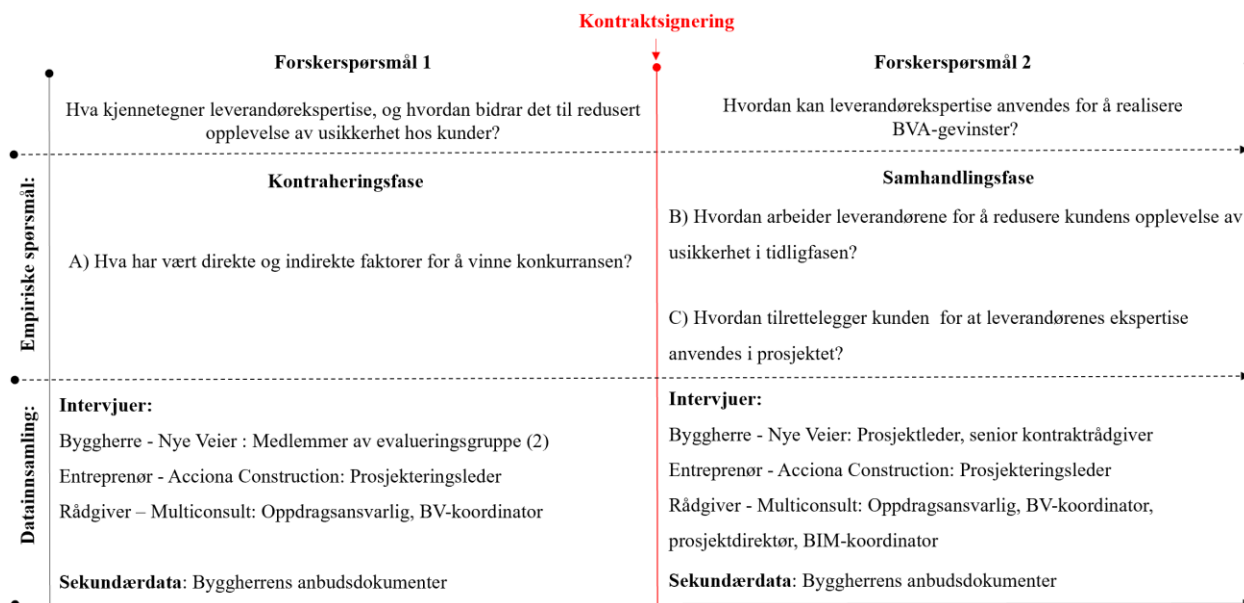 Kontraktsignering
Forskerspørsmål 1
Hva kjennetegner leverandørekspertise, og hvordan bidrar det til redusert
opplevelse av usikkerhet hos kunder?
Forskerspørsmål 2
Hvordan kan leverandørekspertise anvendes for å realisere
BVA-gevinster?
Empiriske spørsmål:
Kontraheringsfase
A) Hva har vært direkte og indirekte faktorer for å vinne konkurransen?
Samhandlingsfase
B) Hvordan arbeider leverandørene for å redusere kundens opplevelse av
usikkerhet i tidligfasen?
C) Hvordan tilrettelegger kunden for at leverandørenes ekspertise
anvendes i prosjektet?
Datainnsamling:
Intervjuer:
Byggherre - Nye Veier : Medlemmer av evalueringsgruppe (2)
Entreprenør - Acciona Construction: Prosjekteringsleder
Rådgiver – Multiconsult: Oppdragsansvarlig, BV-koordinator
Sekundærdata: Byggherrens anbudsdokumenter
Intervjuer:
Byggherre - Nye Veier: Prosjektleder, senior kontraktrådgiver
Entreprenør - Acciona Construction: Prosjekteringsleder
Rådgiver - Multiconsult: Oppdragsansvarlig, BV-koordinator,
prosjektdirektør, BIM-koordinator
Sekundærdata: Byggherrens anbudsdokumenter